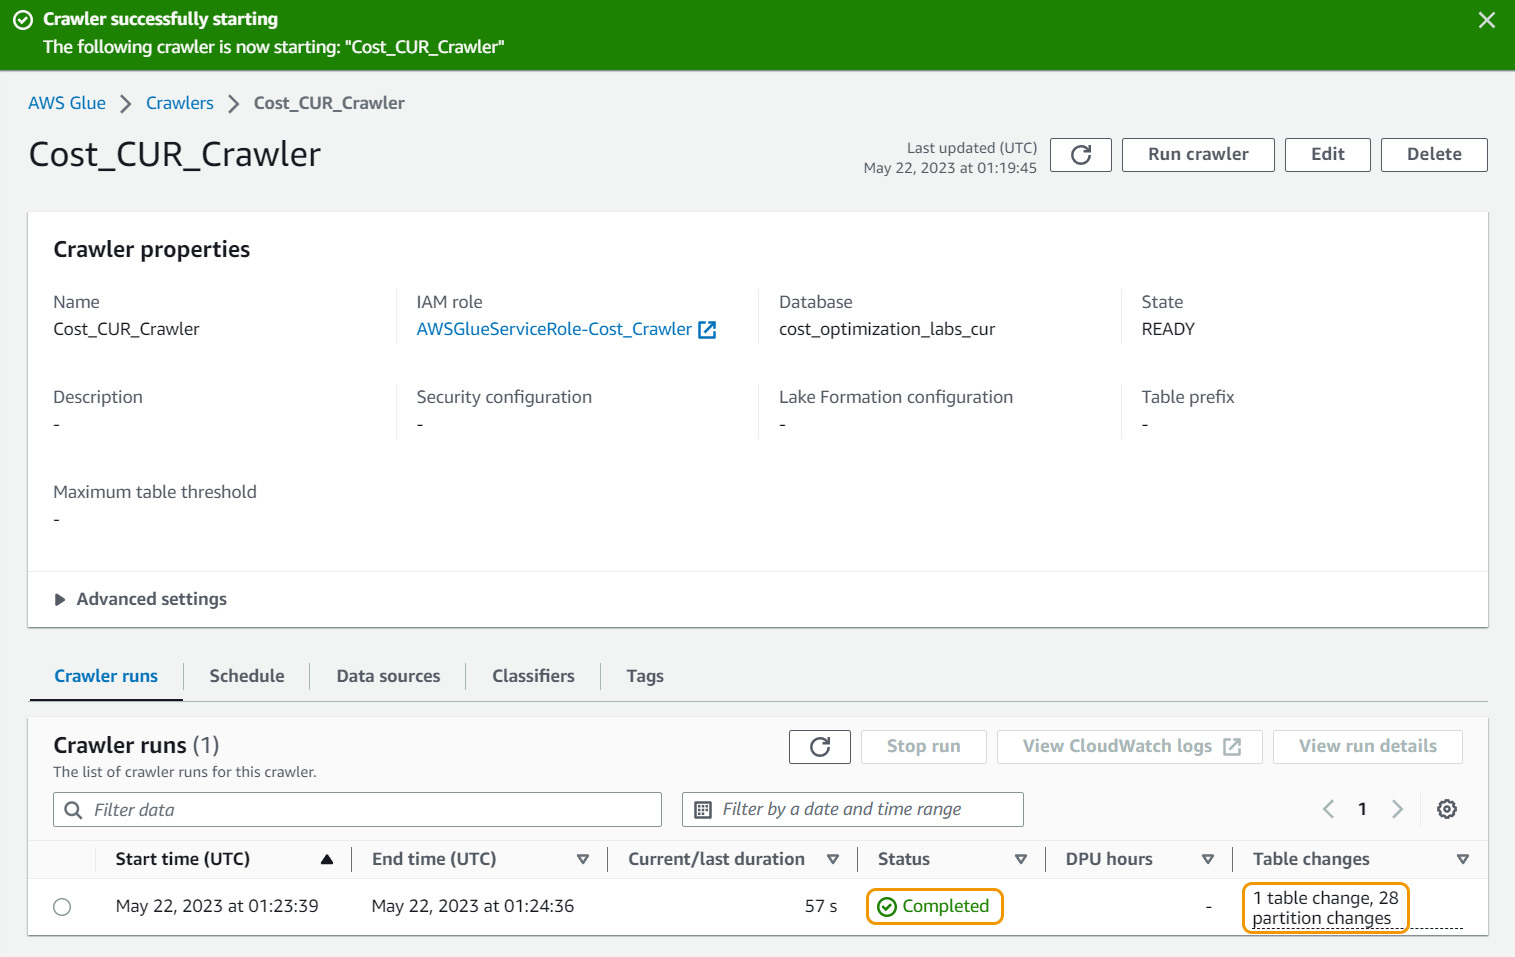 Crawler successfully starting
The following crawler is now starting: "Cost_CUR_Crawler"
AWS Glue Crawlers Cost_CUR_Crawler
Cost_CUR_Crawler
Last updated (UTC)
May 22, 2023 at 01:19:45
Run crawler Edit Delete
Crawler properties
Name IAM role Database State
Cost_CUR_Crawler AWSGlueServiceRole-Cost_Crawler cost_optimization_labs_cur READY
Description Security configuration Lake Formation configuration Table prefix
- - - -
Maximum table threshold
-
Advanced settings
Crawler runs Schedule Data sources Classifiers Tags
Crawler runs (1)
Stop run View CloudWatch logs View run details
The list of crawler runs for this crawler.
Filter data Filter by a date and time range 1
Start time (UTC) End time (UTC) Current/last duration Status DPU hours Table changes
May 22, 2023 at 01:23:39 May 22, 2023 at 01:24:36 57 s Completed - 1 table change, 28
partition changes